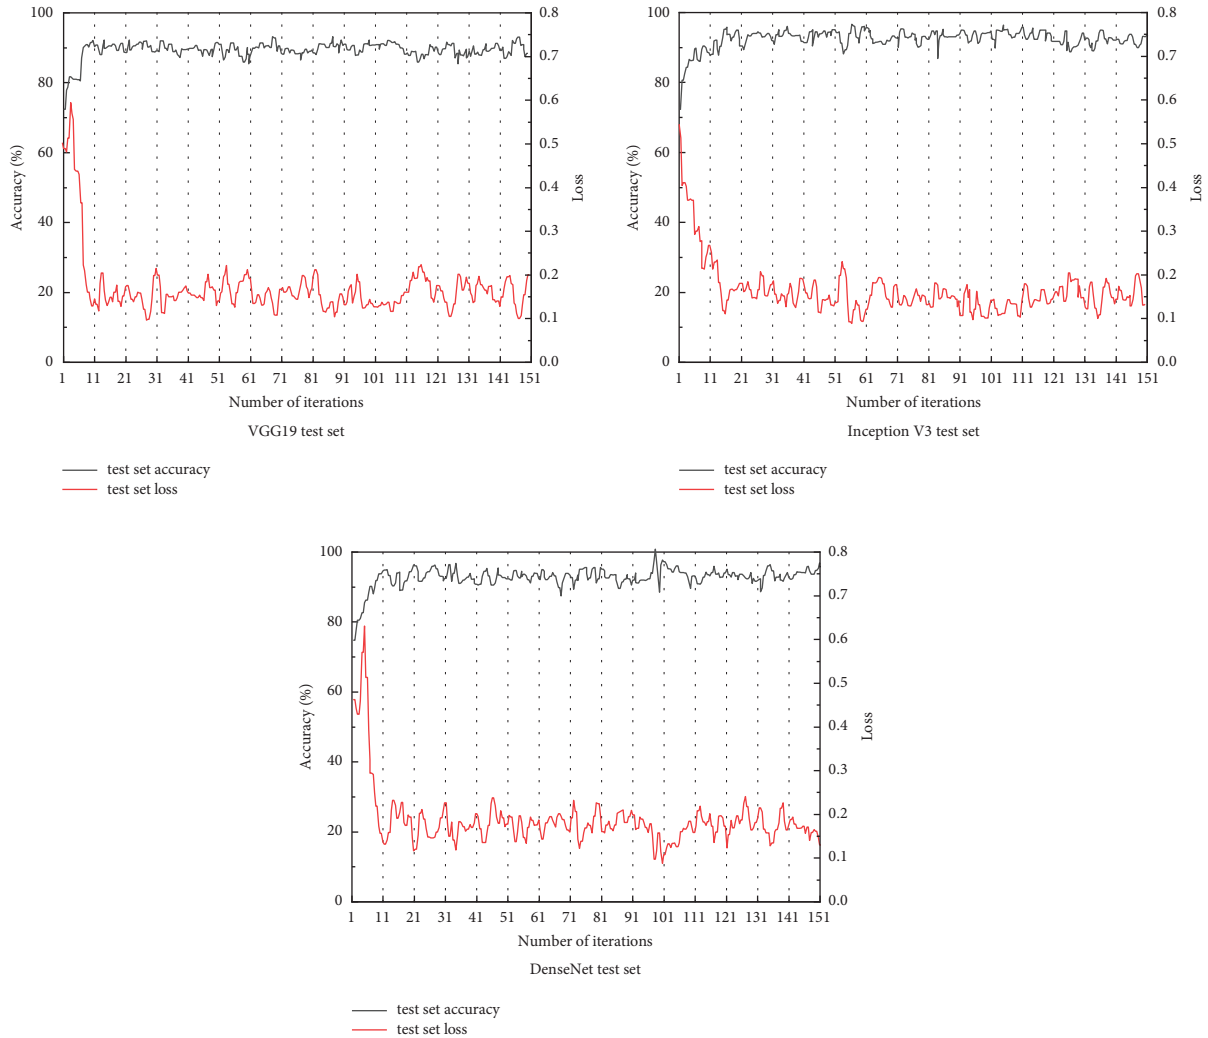 100
80
60
40
20
0
Accuracy (%)
0.8
0.7
0.6
0.5
0.4
0.3
0.2
0.1
0.0
Loss
1 11 21 31 41 51 61 71 81 91 101 111 121 131 141 151
Number of iterations
VGG19 test set
test set accuracy
test set loss
100
80
60
40
20
0
Accuracy (%)
0.8
0.7
0.6
0.5
0.4
0.3
0.2
0.1
0.0
Loss
1 11 21 31 41 51 61 71 81 91 101 111 121 131 141 151
Number of iterations
Inception V3 test set
test set accuracy
test set loss
100
80
60
40
20
0
Accuracy (%)
0.8
0.7
0.6
0.5
0.4
0.3
0.2
0.1
0.0
Loss
1 11 21 31 41 51 61 71 81 91 101 111 121 131 141 151
Number of iterations
DenseNet test set
test set accuracy
test set loss